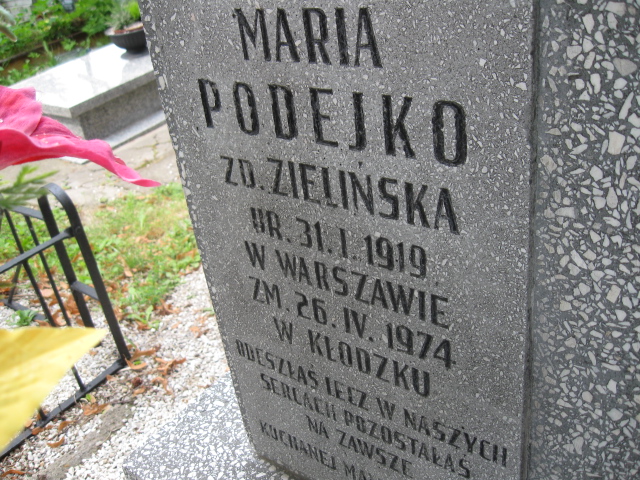 MARIA
PODEJKO
ZD. ZIELIŃSKA
UR. 31. I. 1919
W WARSZAWIE
ZM. 26. IV. 1974
W KŁODZKU
ODESZŁAŚ LECZ W NASZYCH
SERCACH POZOSTAŁAŚ
NA ZAWSZE
KOCHANEJ